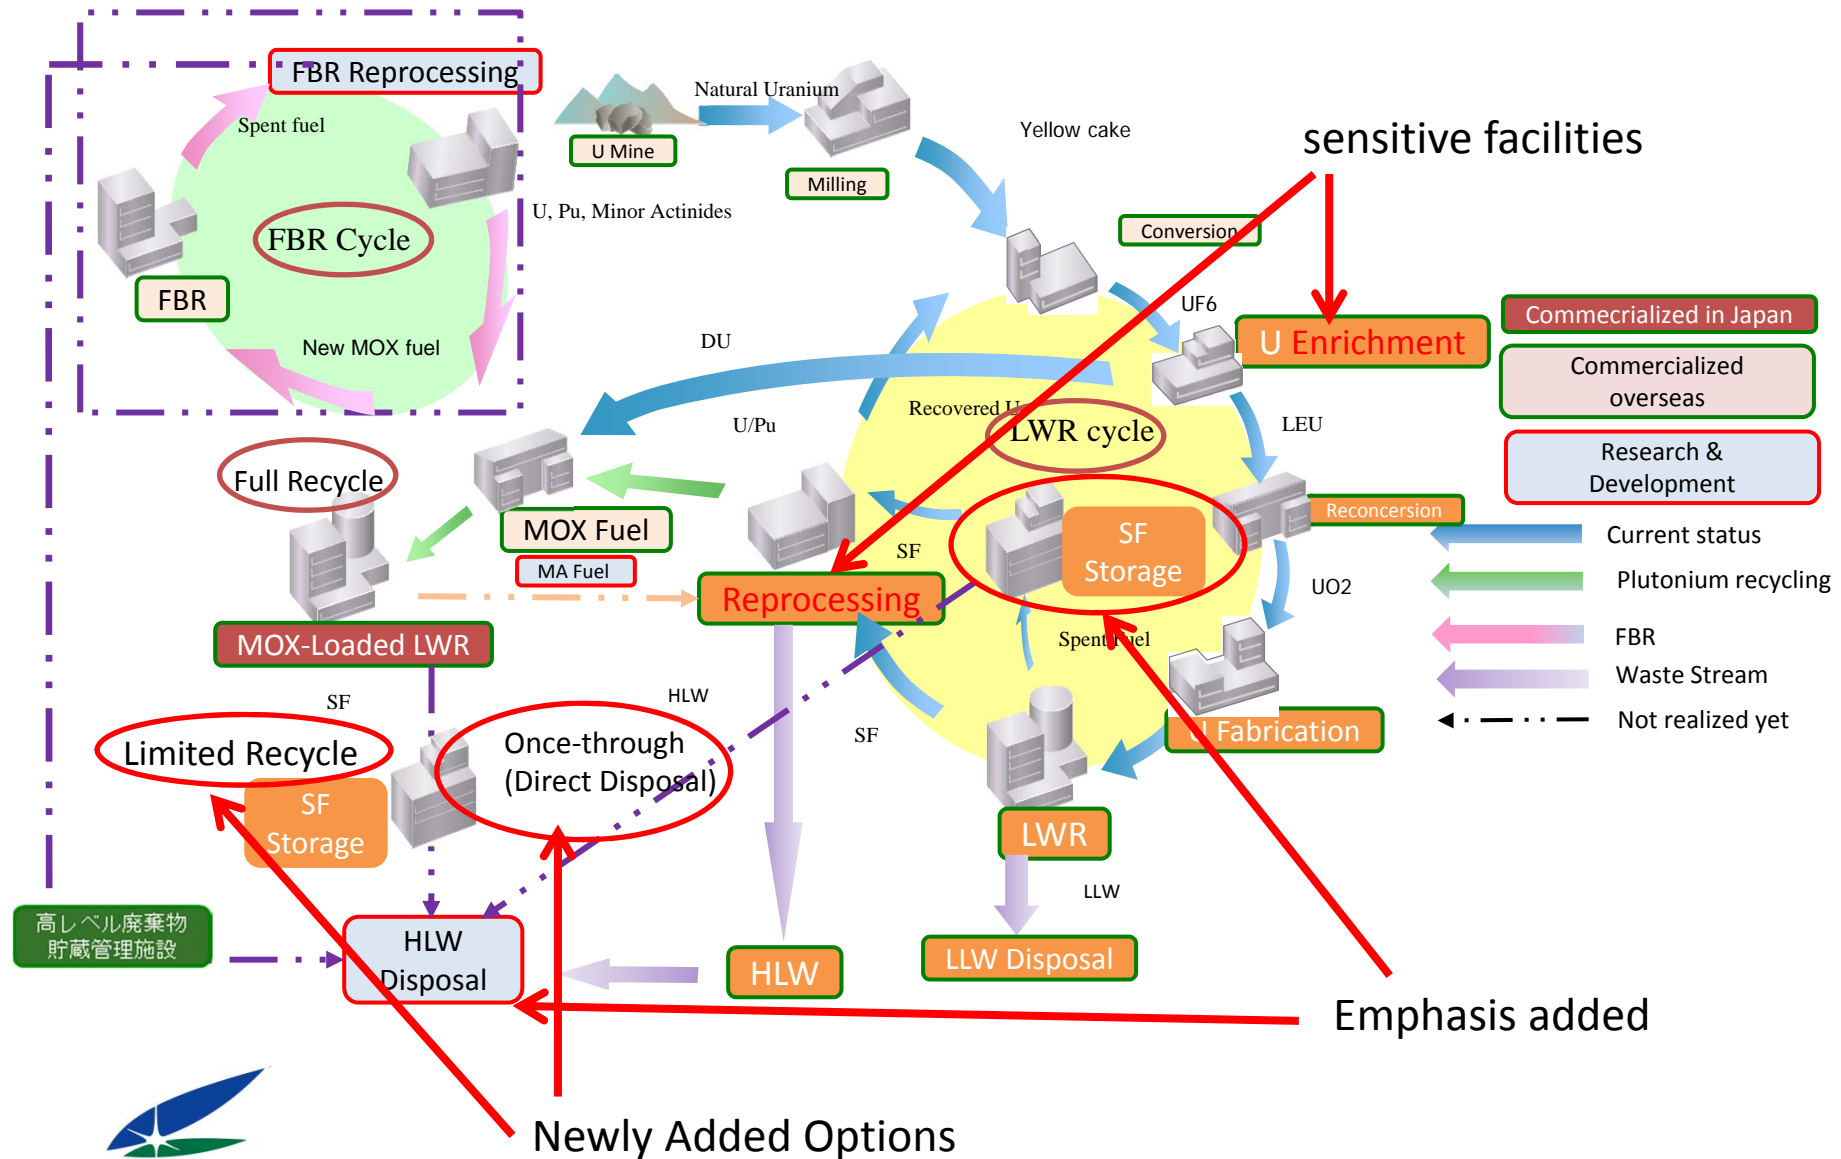 FBR Reprocessing
Spent fuel
FBR Cycle
FBR
New MOX fuel
U, Pu, Minor Actinides
U Mine
Natural Uranium
Milling
Yellow cake
sensitive facilities
Conversion
UF6
U Enrichment
Commecrialized in Japan
Commercialized
overseas
Research &
Development
Current status
Plutonium recycling
FBR
Waste Stream
Not realized yet
DU
Recovered U
LWR cycle
LEU
U/Pu
Full Recycle
MOX Fuel
MA Fuel
SF
SF
Storage
Reconcersion
UO2
Reprocessing
MOX-Loaded LWR
Spent Fuel
U Fabrication
SF
HLW
SF
Limited Recycle
Once-through
(Direct Disposal)
SF
Storage
LWR
LLW
高レベル廃棄物
貯蔵管理施設
HLW
Disposal
HLW
LLW Disposal
Emphasis added
Newly Added Options